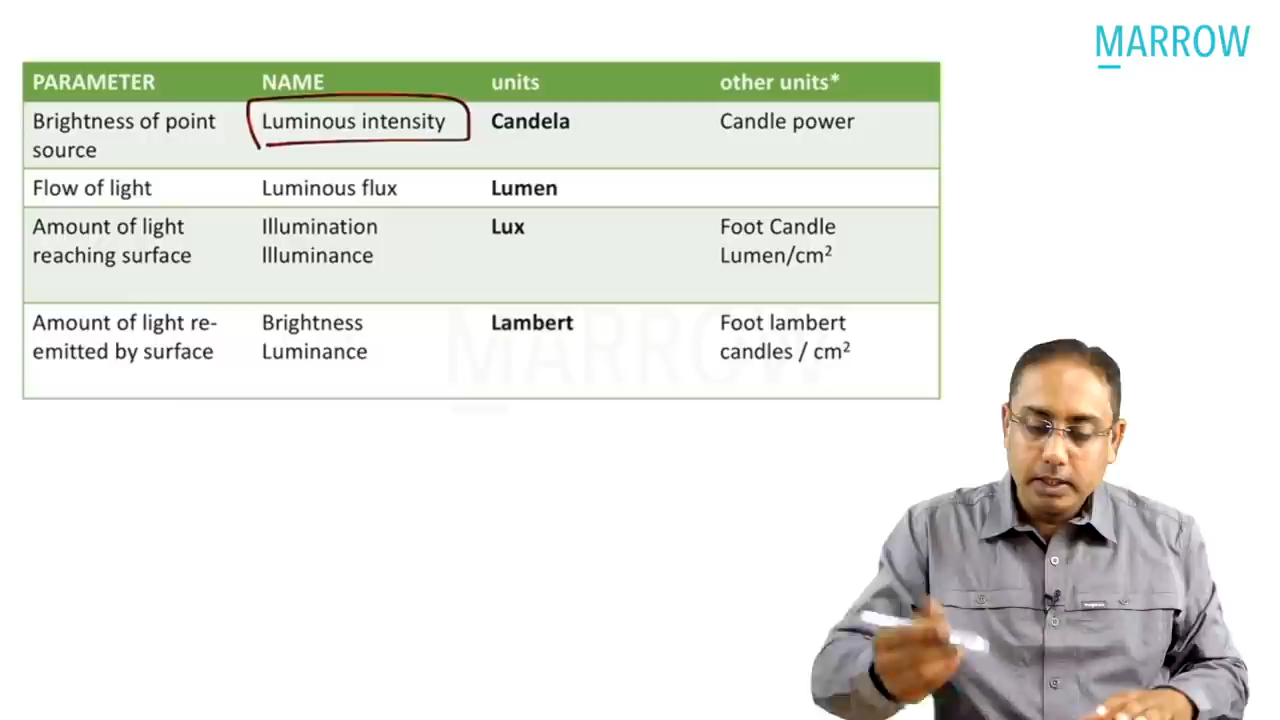 MARROW
PARAMETER NAME units other units*
Brightness of point Luminous intensity Candela Candle power
source
Flow of light Luminous flux Lumen
Amount of light Illumination Lux Foot Candle
reaching surface Illuminance Lumen/cm²
Amount of light re- Brightness Lambert Foot lambert
emitted by surface Luminance candles / cm²
MARROW